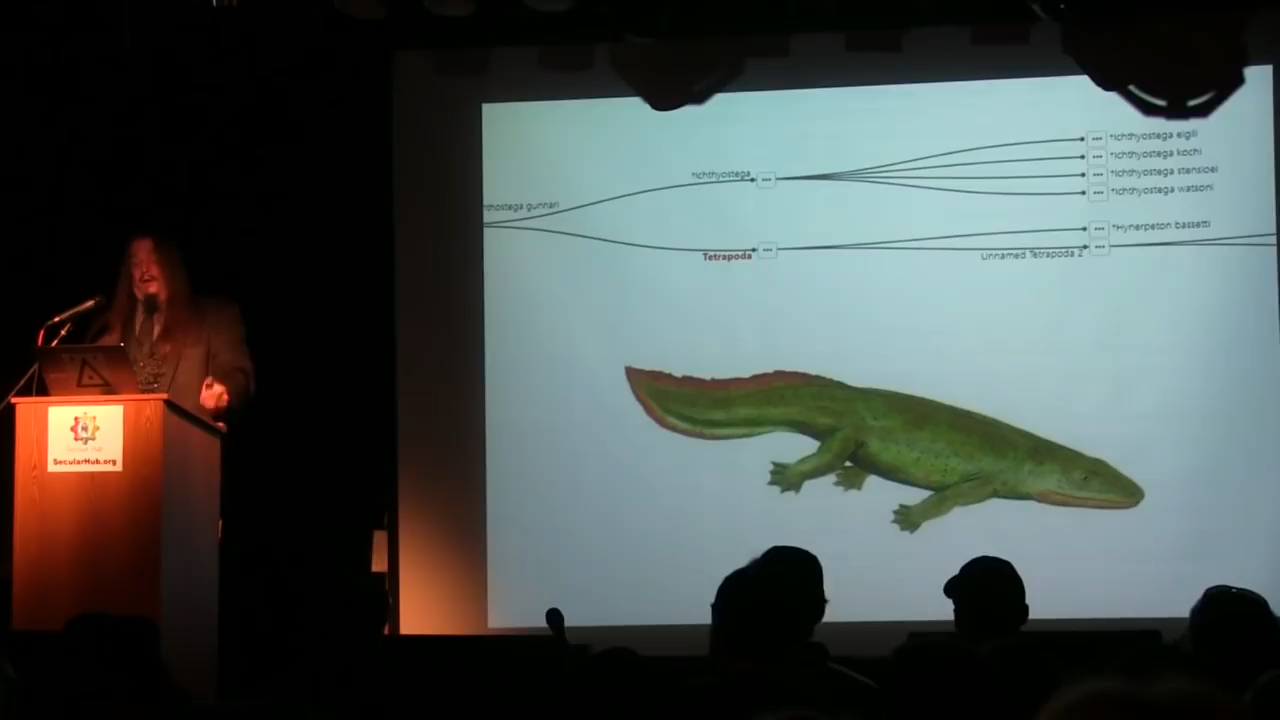 †Ichthyostega eigili
†Ichthyostega kochi
†Ichthyostega stensioei
†Ichthyostega watsoni
†Ichthyostega
thostega gunnari
†Hynerpeton bassetti
Tetrapoda
Unnamed Tetrapoda 2
SecularHub.org